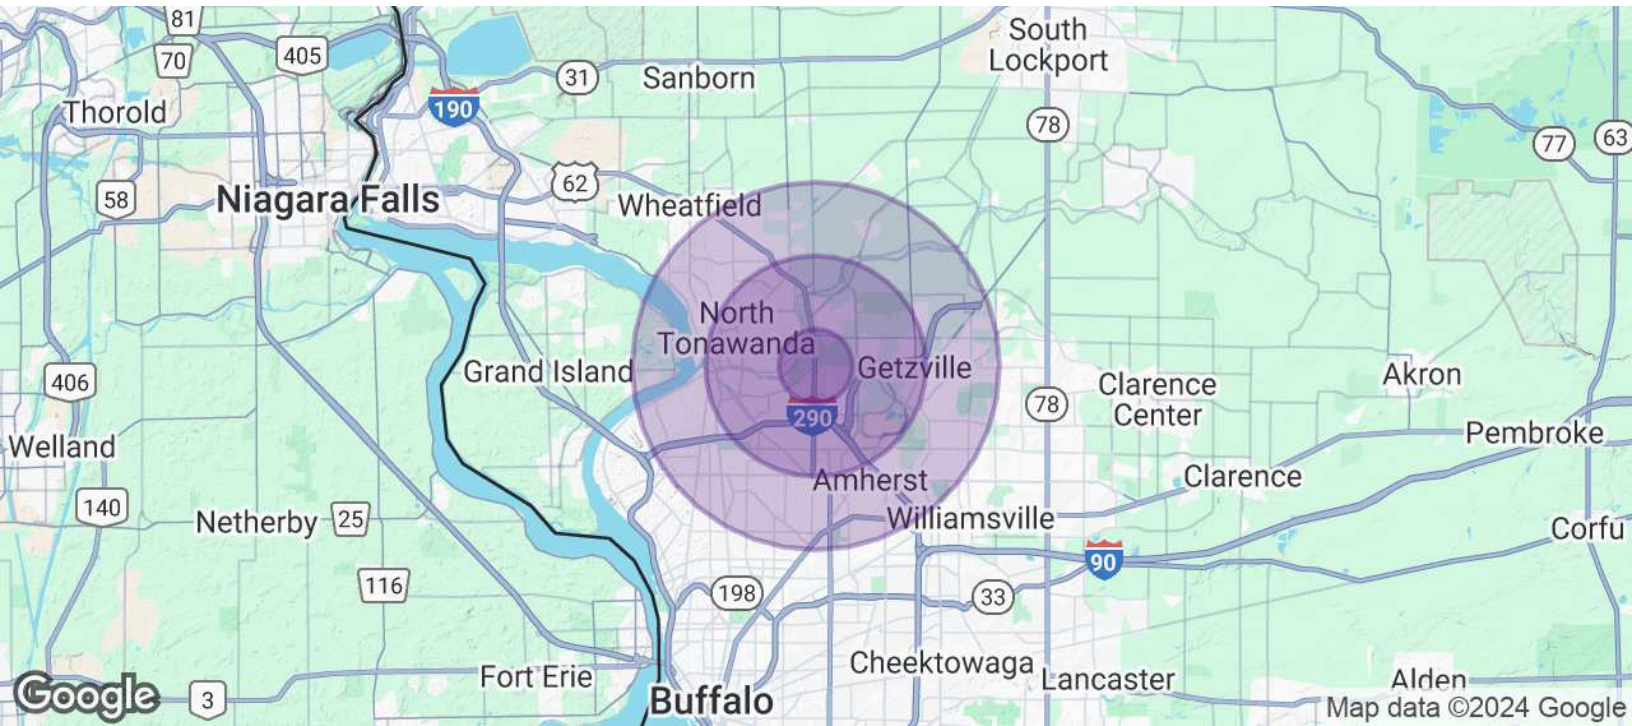 81
South
Lockport
405
70
31
Sanborn
190
Thorold
78
77
63
62
58
Niagara Falls
Wheatfield
North
Tonawanda
Grand Island
Getzville
406
Clarence
Center
Akron
78
290
Welland
Pembroke
Amherst
Clarence
140
Netherby
25
Williamsville
Corfu
90
116
198
33
Cheektowaga
Fort Erie
Lancaster
Alden
Google
3
Buffalo
Map data ©2024 Google